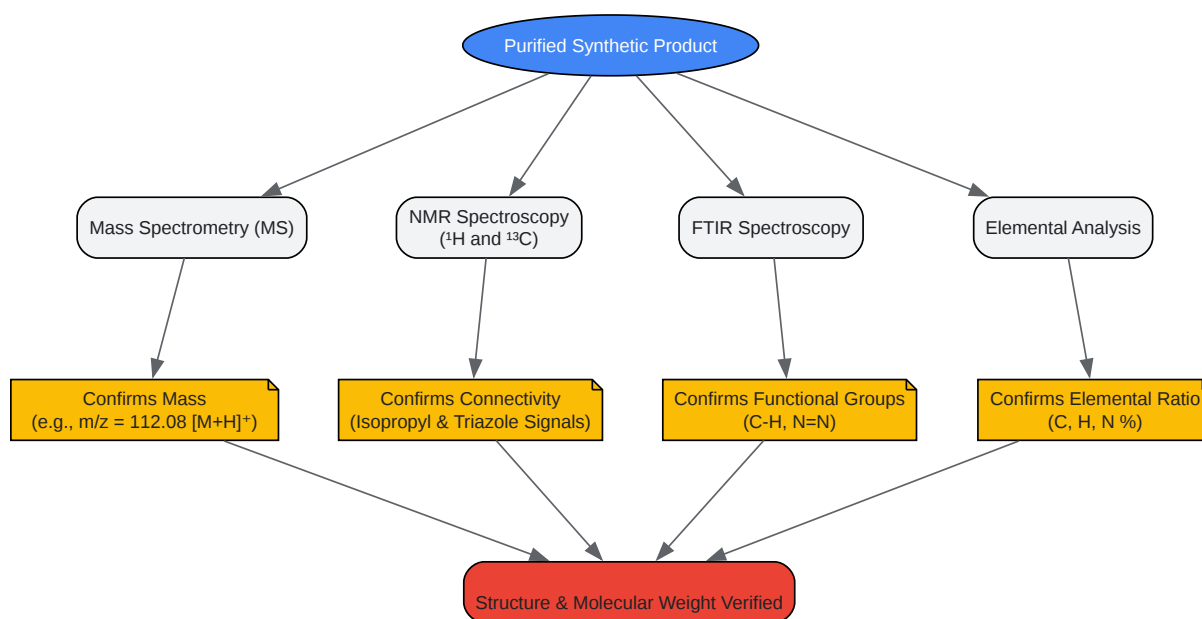 Purified Synthetic Product
Mass Spectrometry (MS)
NMR Spectroscopy
(¹H and ¹³C)
FTIR Spectroscopy
Elemental Analysis
Confirms Mass
(e.g., m/z = 112.08 [M+H]⁺)
Confirms Connectivity
(Isopropyl & Triazole Signals)
Confirms Functional Groups
(C-H, N=N)
Confirms Elemental Ratio
(C, H, N %)
Structure & Molecular Weight Verified